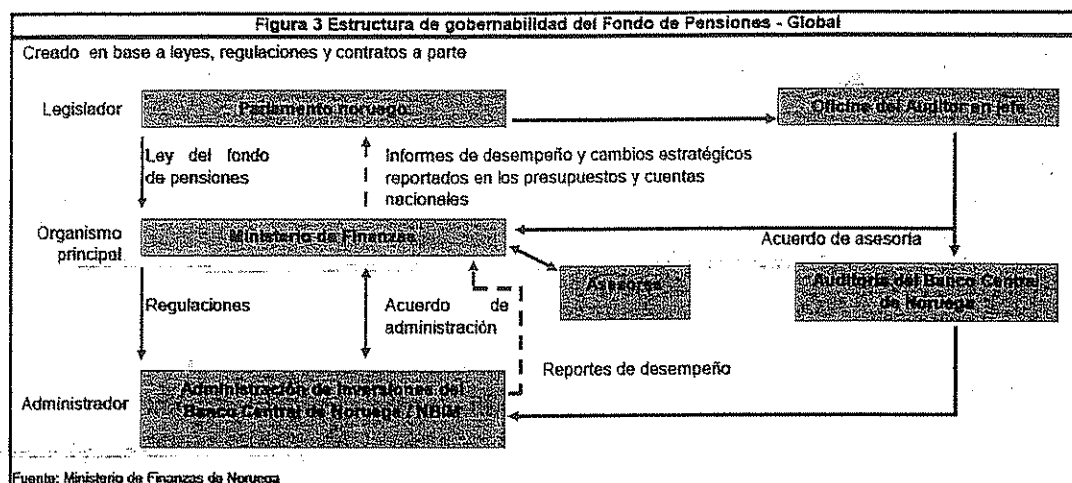 Figura 3 Estructura de gobernabilidad del Fondo de Pensiones - Global
Creado en base a leyes, regulaciones y contratos a parte
Legislador
Parlamento noruego
Oficina del Auditor en jefe
Ley del fondo
de pensiones
Informes de desempeño y cambios estratégicos
reportados en los presupuestos y cuentas
nacionales
Organismo
principal
Ministerio de Finanzas
Acuerdo de asesoría
Asesores
Auditoria del Banco Central
de Noruega
Regulaciones
Acuerdo de
administración
Reportes de desempeño
Administrador
Administración de Inversiones del
Banco Central de Noruega / NBIM
Fuente: Ministerio de Finanzas de Noruega